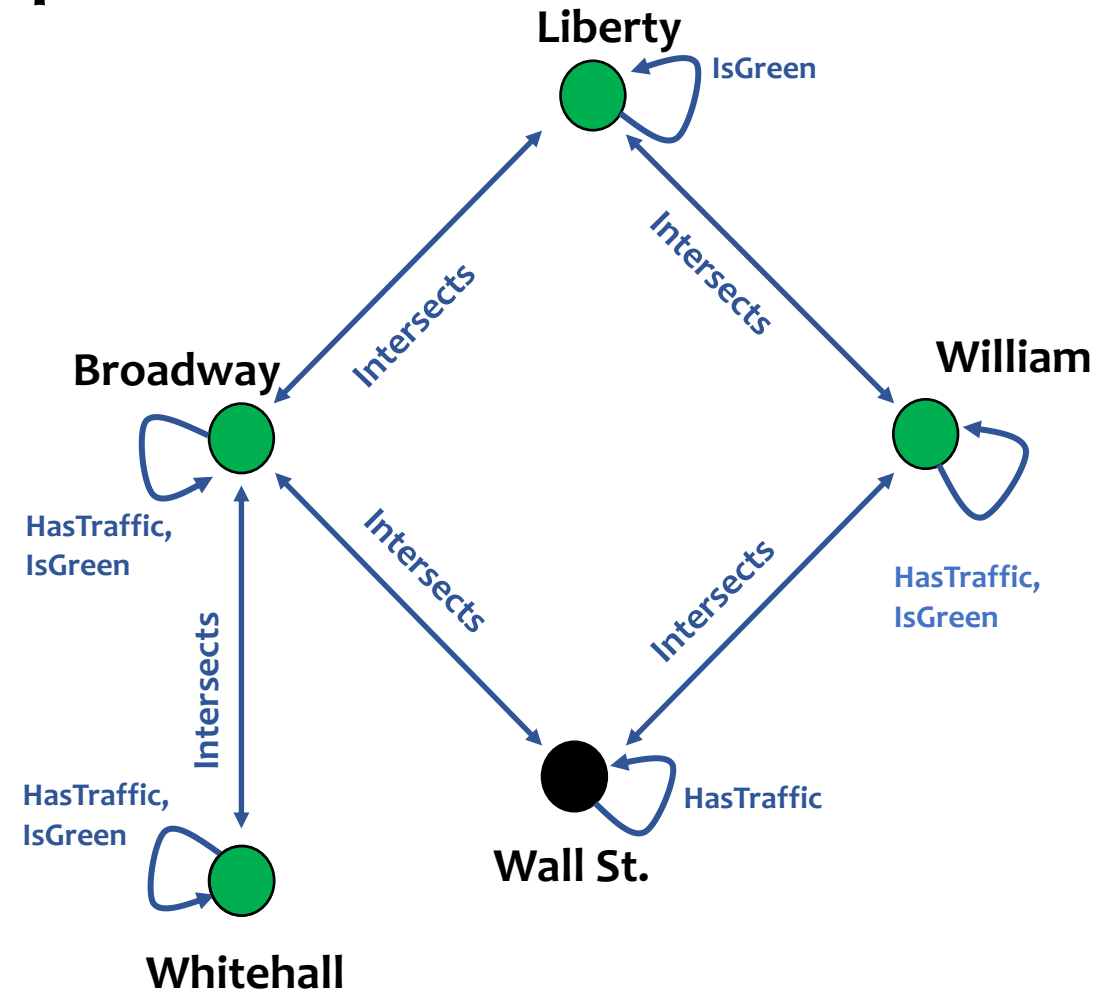 Liberty
IsGreen
Intersects
Intersects
Broadway
William
HasTraffic,
IsGreen
Intersects
Intersects
HasTraffic,
IsGreen
Intersects
HasTraffic,
IsGreen
HasTraffic
Wall St.
Whitehall